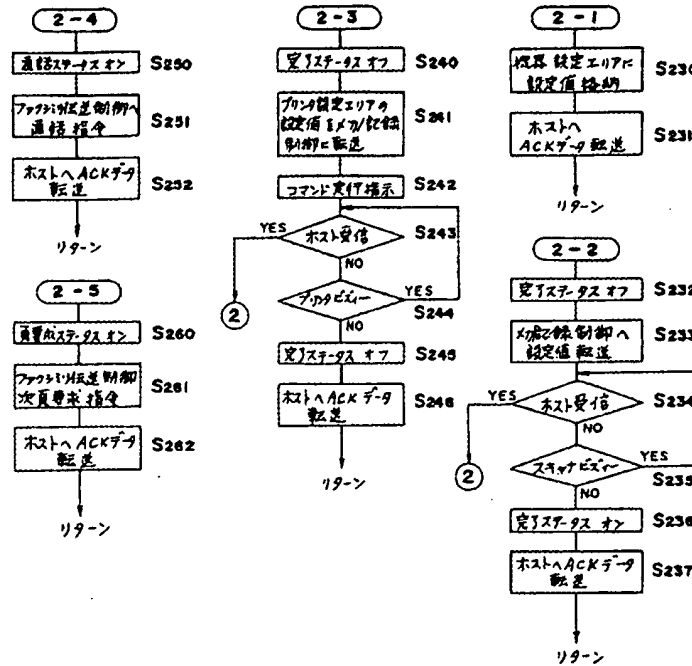 2-4
通話ステータス オン S250
ファクシミリ伝送制御へ
通話 指令 S251
ホストへ ACKデータ
転送 S252
リターン
2-5
頁要求ステータス オン S260
ファクシミリ伝送制御
次頁要求 指令 S261
ホストへ ACKデータ
転送 S262
リターン
2-3
完了ステータス オフ S240
プリンタ設定エリアの
設定値をメカ/記録
制御に転送 S241
コマンド実行指示 S242
ホスト受信 S243
YES
NO
2
プリンタビズィー S244
YES
NO
完了ステータス オフ S245
ホストへ ACK データ
転送 S246
リターン
2-1
設定エリアに
設定値格納 S230
ホストへ
ACKデータ 転送 S231
リターン
2-2
完了ステータス オフ S232
記録制御へ
設定値 転送 S233
ホスト受信 S234
YES
NO
2
スキャナビズィー S235
YES
NO
完了ステータス オン S236
ホストへ ACK データ
転送 S237
リターン